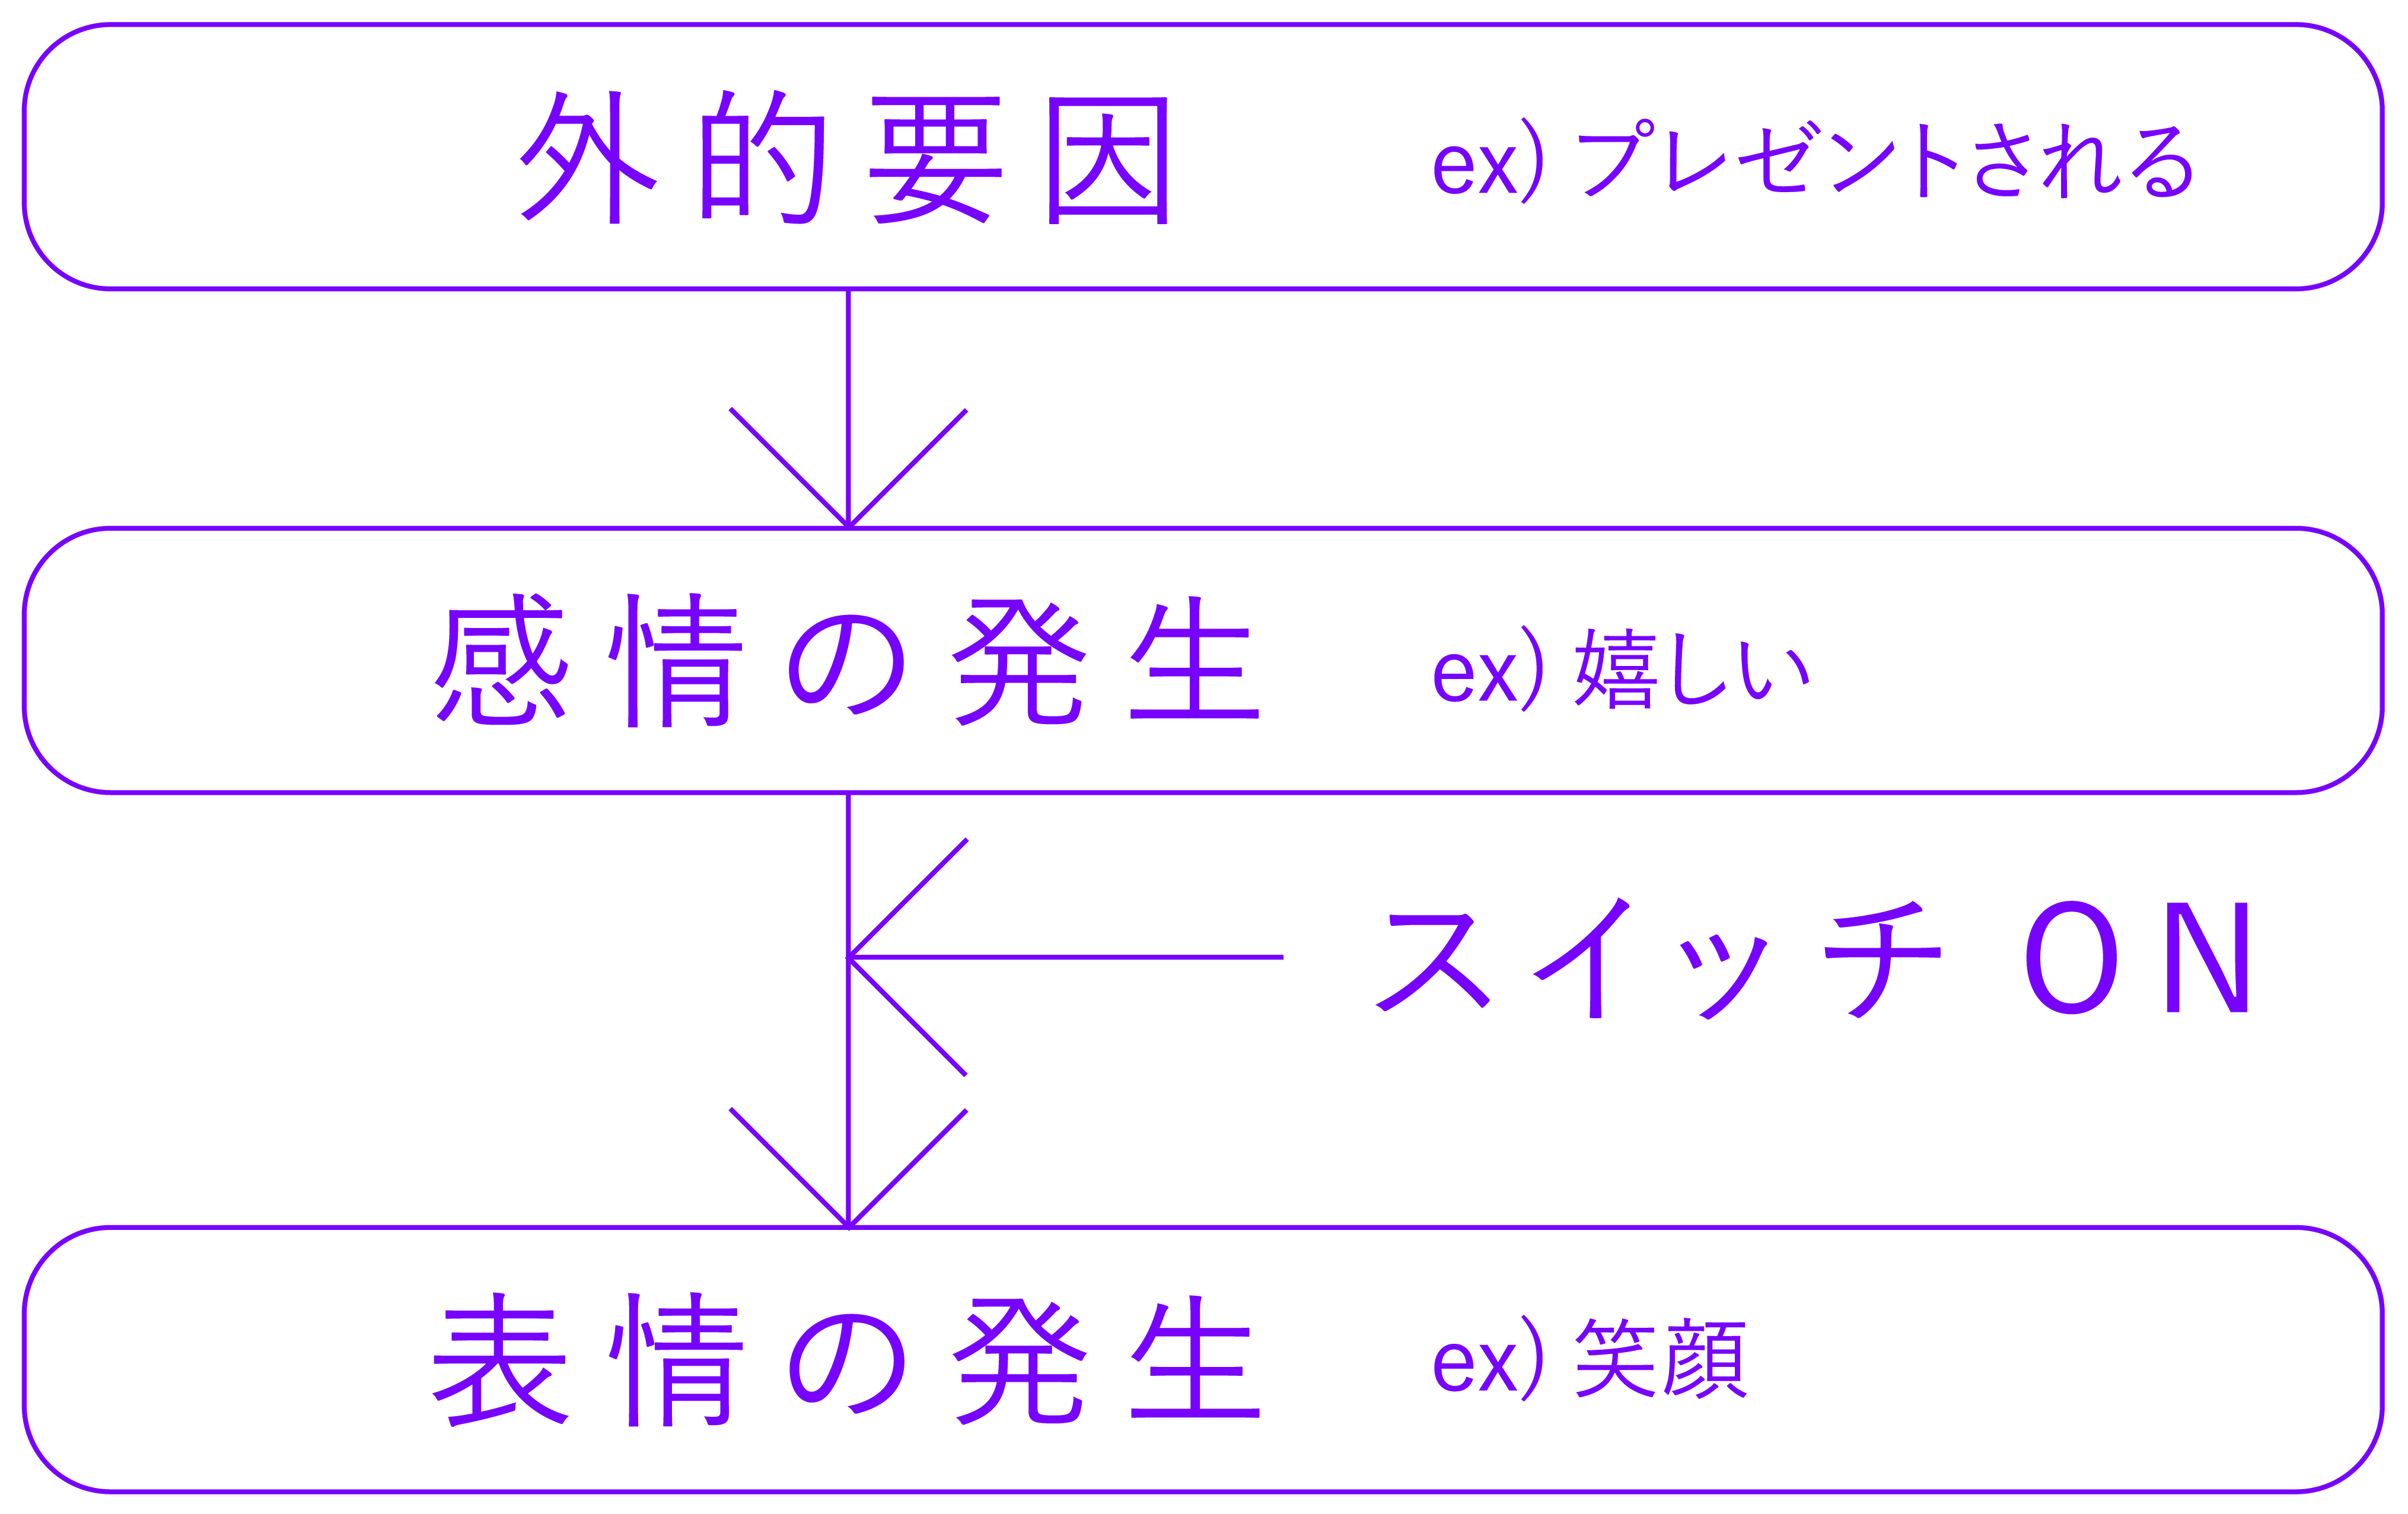 外的要因 ex) プレゼントされる
感情の発生 ex) 嬉しい
スイッチ ON
表情の発生 ex) 笑顔